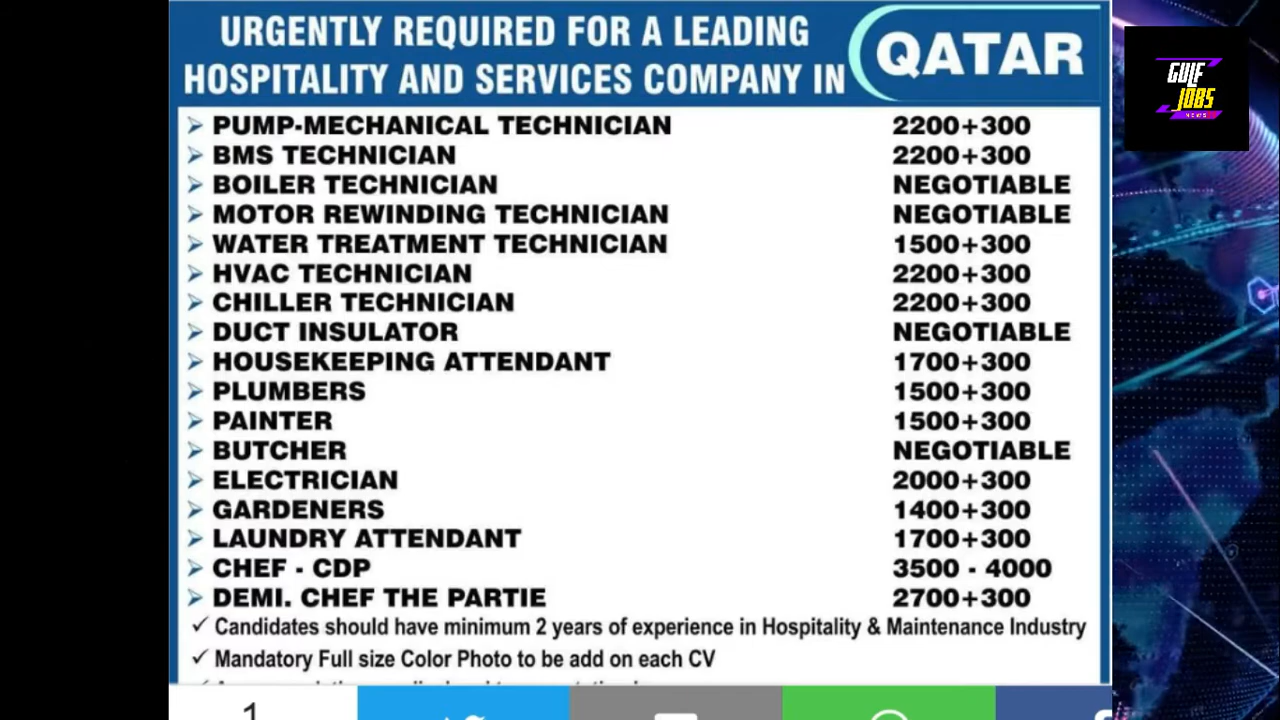 URGENTLY REQUIRED FOR A LEADING
HOSPITALITY AND SERVICES COMPANY IN QATAR
GULF
JOBS
NEWS
PUMP-MECHANICAL TECHNICIAN 2200+300
BMS TECHNICIAN 2200+300
BOILER TECHNICIAN NEGOTIABLE
MOTOR REWINDING TECHNICIAN NEGOTIABLE
WATER TREATMENT TECHNICIAN 1500+300
HVAC TECHNICIAN 2200+300
CHILLER TECHNICIAN 2200+300
DUCT INSULATOR NEGOTIABLE
HOUSEKEEPING ATTENDANT 1700+300
PLUMBERS 1500+300
PAINTER 1500+300
BUTCHER NEGOTIABLE
ELECTRICIAN 2000+300
GARDENERS 1400+300
LAUNDRY ATTENDANT 1700+300
CHEF - CDP 3500 - 4000
DEMI. CHEF THE PARTIE 2700+300
Candidates should have minimum 2 years of experience in Hospitality & Maintenance Industry
Mandatory Full size Color Photo to be add on each CV
1